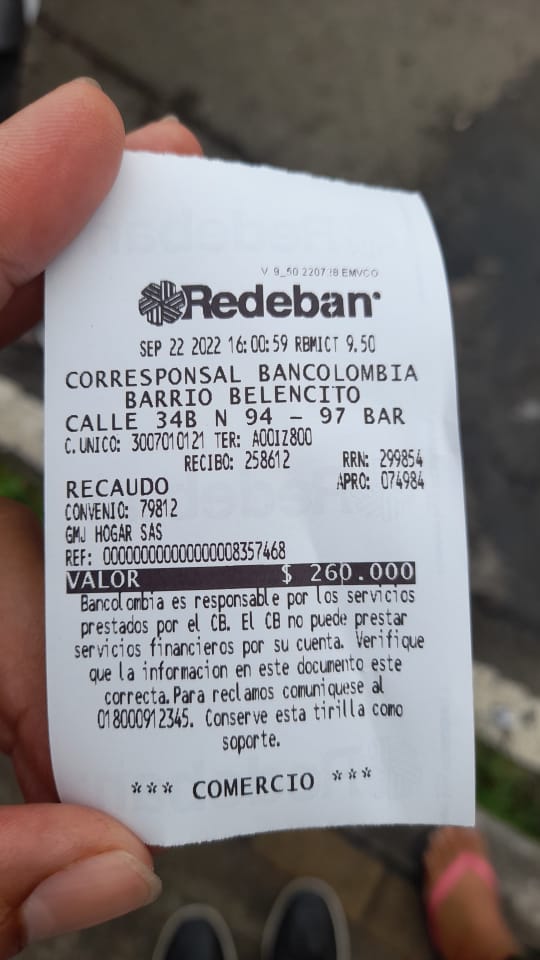 V 9_50 220718 EMVCO
Redeban
SEP 22 2022 16:00:59 RBMICT 9.50
CORRESPONSAL BANCOLOMBIA
BARRIO BELENCITO
CALLE 34B N 94 - 97 BAR
C.UNICO: 3007010121 TER: A00IZ800
RECIBO: 258612 RRN: 299854
RECAUDO APRO: 074984
CONVENIO: 79812
GMJ HOGAR SAS
REF: 000000000000000008357468
VALOR $ 260.000
Bancolombia es responsable por los servicios
prestados por el CB. El CB no puede prestar
servicios financieros por su cuenta. Verifique
que la informacion en este documento este
correcta.Para reclamos comuniquese al
018000912345. Conserve esta tirilla como
soporte.
*** COMERCIO ***